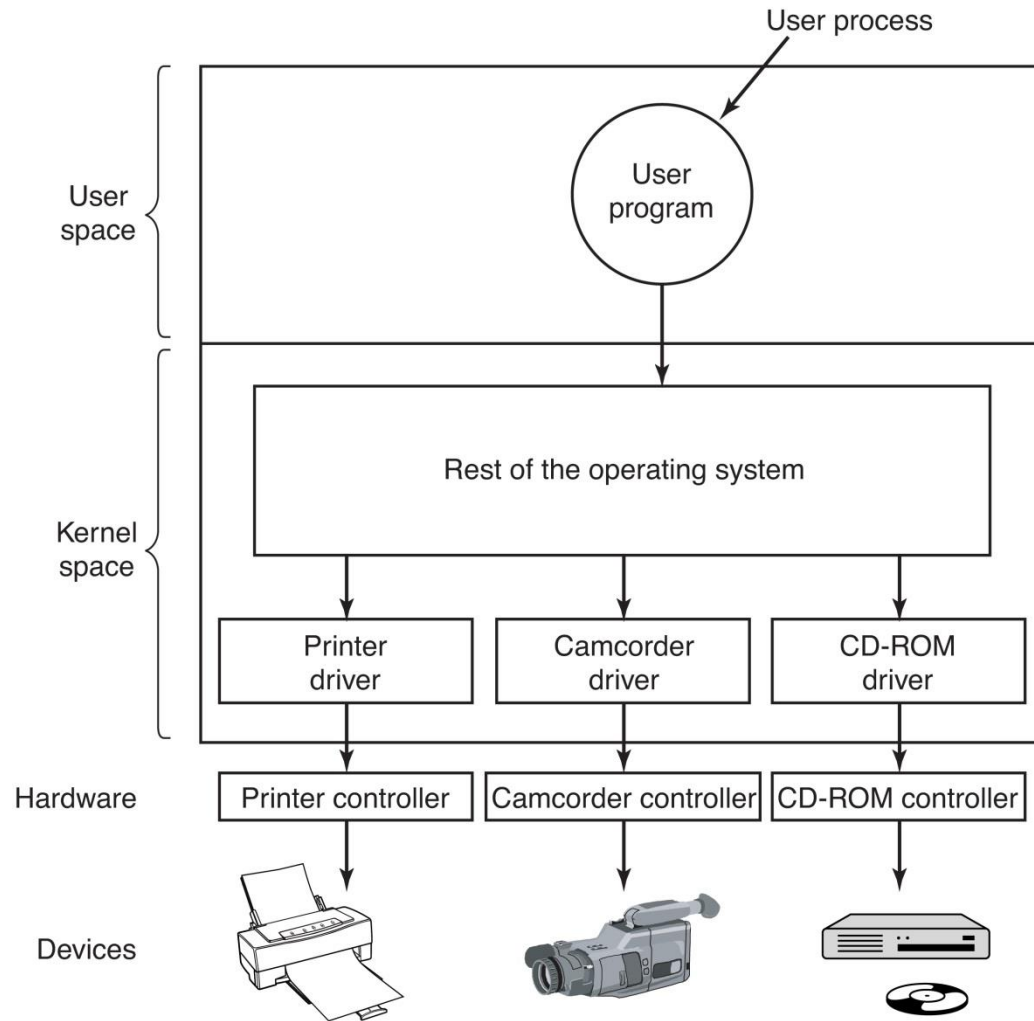 User process
User
program
User
space
Rest of the operating system
Kernel
space
Printer
driver
Camcorder
driver
CD-ROM
driver
Hardware
Printer controller
Camcorder controller
CD-ROM controller
Devices